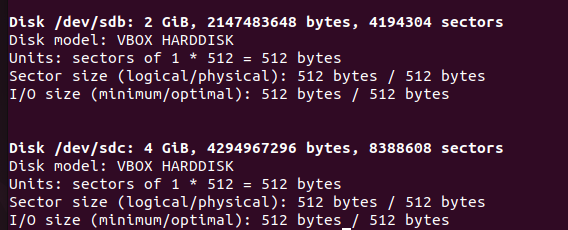 Disk /dev/sdb: 2 GiB, 2147483648 bytes, 4194304 sectors
Disk model: VBOX HARDDISK
Units: sectors of 1 * 512 = 512 bytes
Sector size (logical/physical): 512 bytes / 512 bytes
I/O size (minimum/optimal): 512 bytes / 512 bytes
Disk /dev/sdc: 4 GiB, 4294967296 bytes, 8388608 sectors
Disk model: VBOX HARDDISK
Units: sectors of 1 * 512 = 512 bytes
Sector size (logical/physical): 512 bytes / 512 bytes
I/O size (minimum/optimal): 512 bytes / 512 bytes